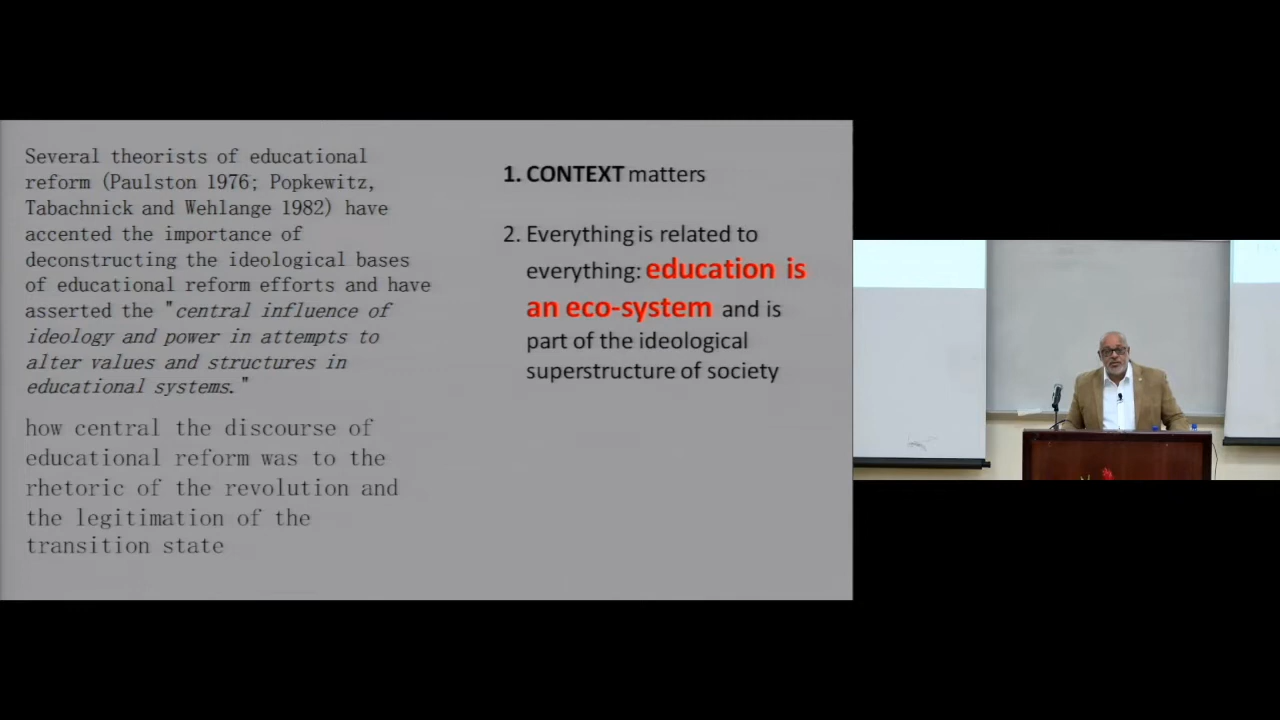 Several theorists of educational
reform (Paulston 1976; Popkewitz,
Tabachnick and Wehlange 1982) have
accented the importance of
deconstructing the ideological bases
of educational reform efforts and have
asserted the "central influence of
ideology and power in attempts to
alter values and structures in
educational systems."
how central the discourse of
educational reform was to the
rhetoric of the revolution and
the legitimation of the
transition state
1. CONTEXT matters
2. Everything is related to
everything: education is
an eco-system and is
part of the ideological
superstructure of society